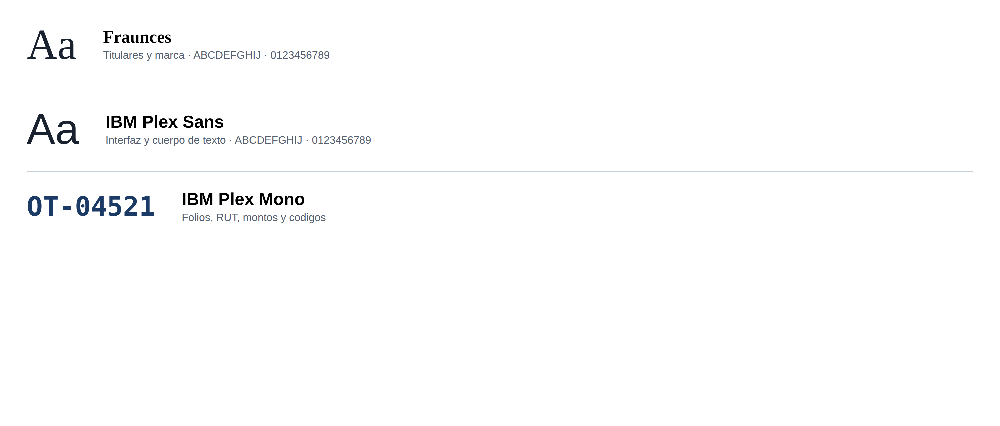 Aa
Fraunces
Titulares y marca · ABCDEFGHIJ · 0123456789
Aa
IBM Plex Sans
Interfaz y cuerpo de texto · ABCDEFGHIJ · 0123456789
OT-04521
IBM Plex Mono
Folios, RUT, montos y codigos